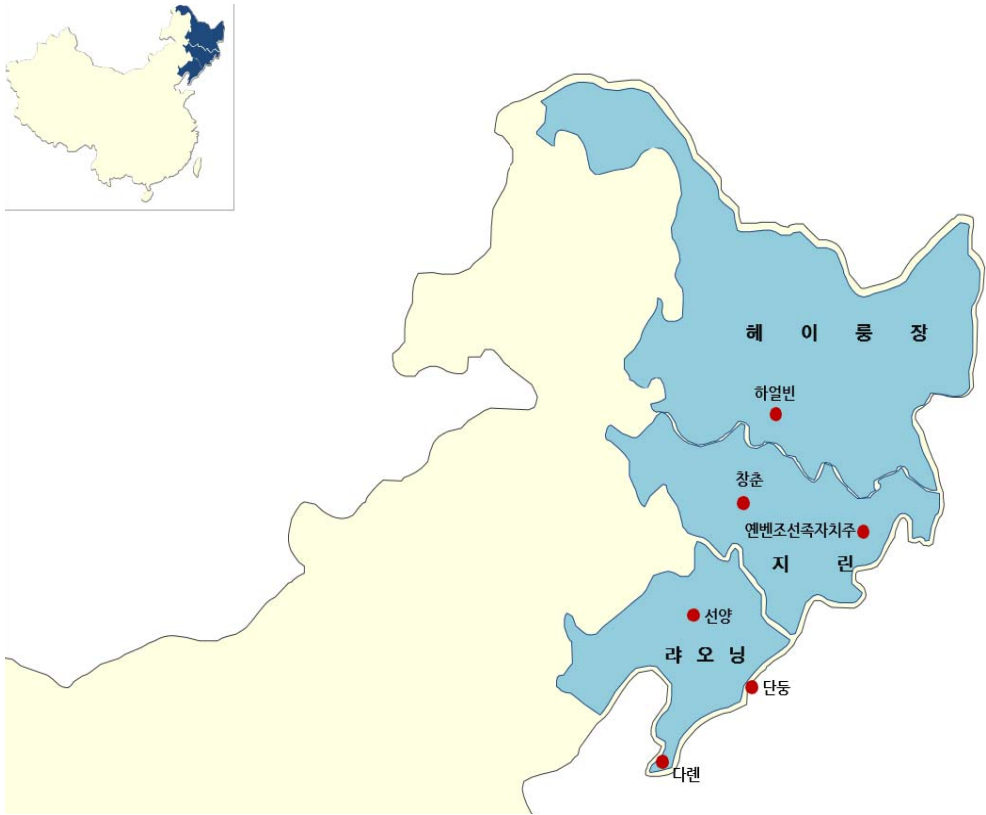 헤 이 룽 장
하얼빈
창춘
옌벤조선족자치주
지 린
선양
랴 오 닝
단둥
다롄